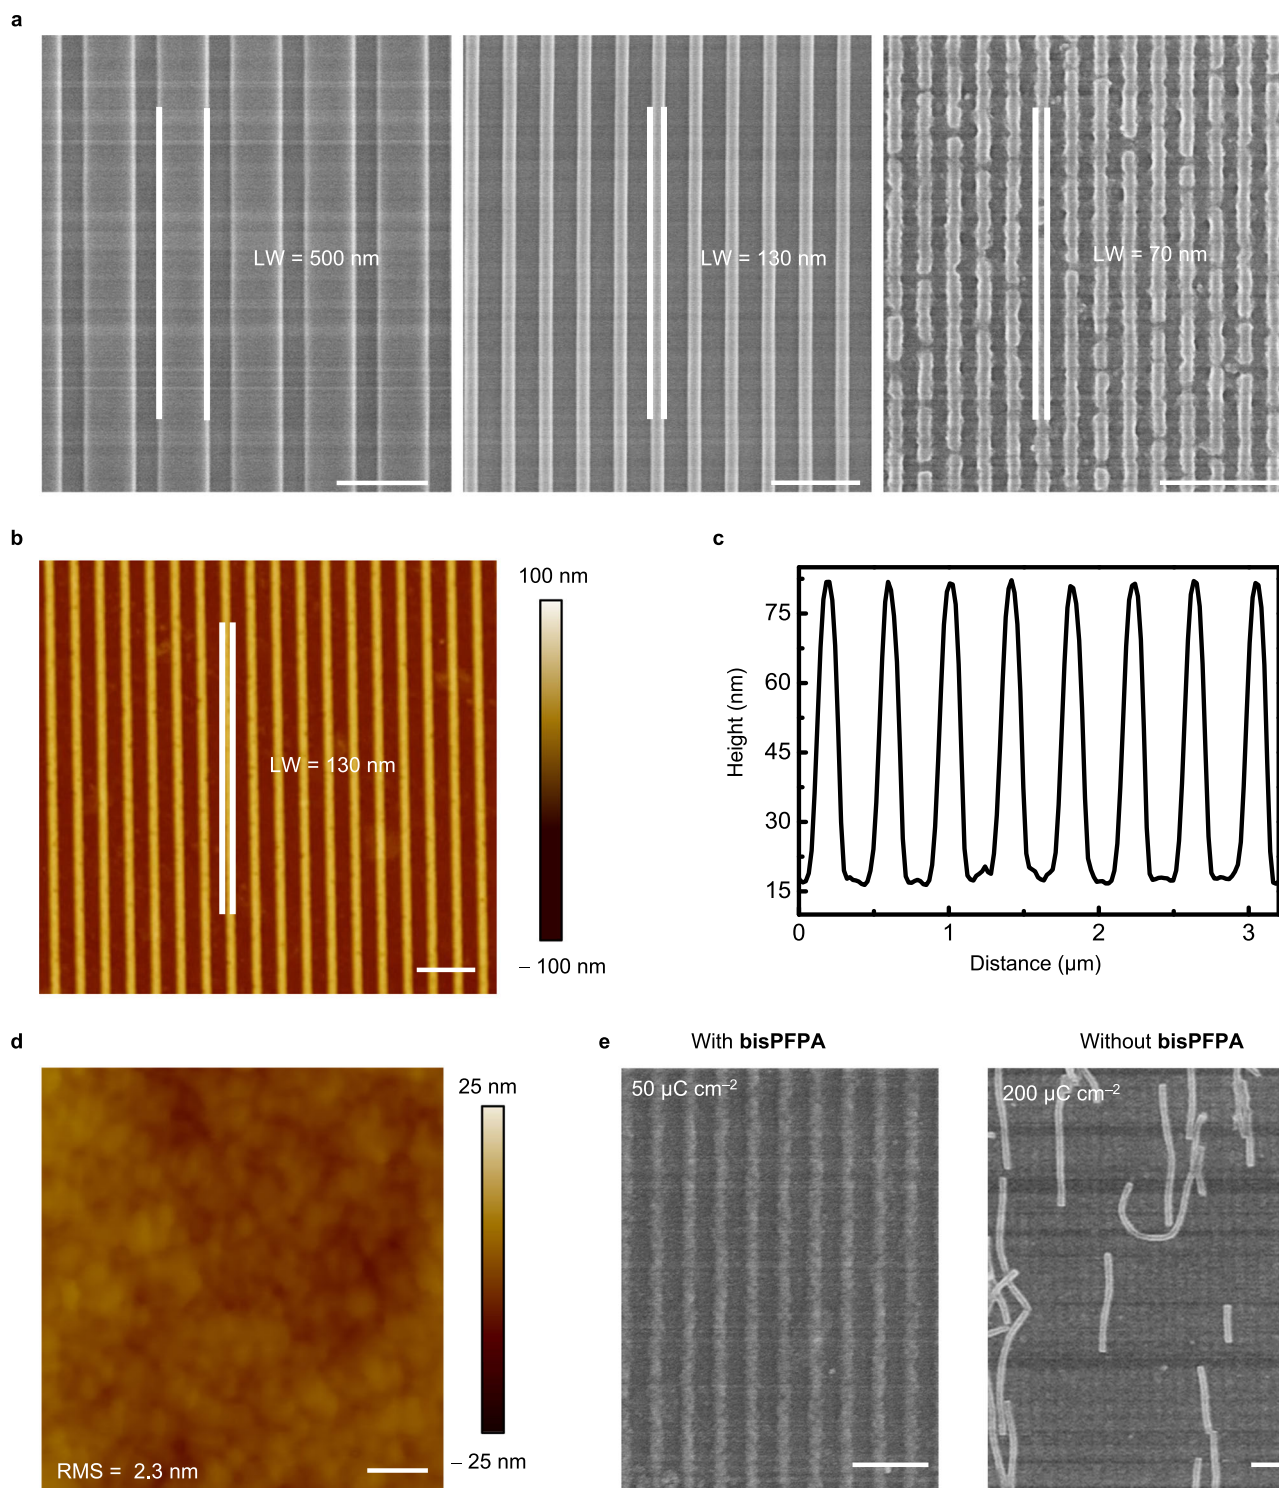 a
LW = 500 nm
LW = 130 nm
LW = 70 nm
b
100 nm
LW = 130 nm
– 100 nm
c
75
60
45
30
15
Height (nm)
0 1 2 3
Distance (µm)
d
25 nm
RMS = 2.3 nm
– 25 nm
e
With bisPFPA
50 µC cm⁻²
Without bisPFPA
200 µC cm⁻²